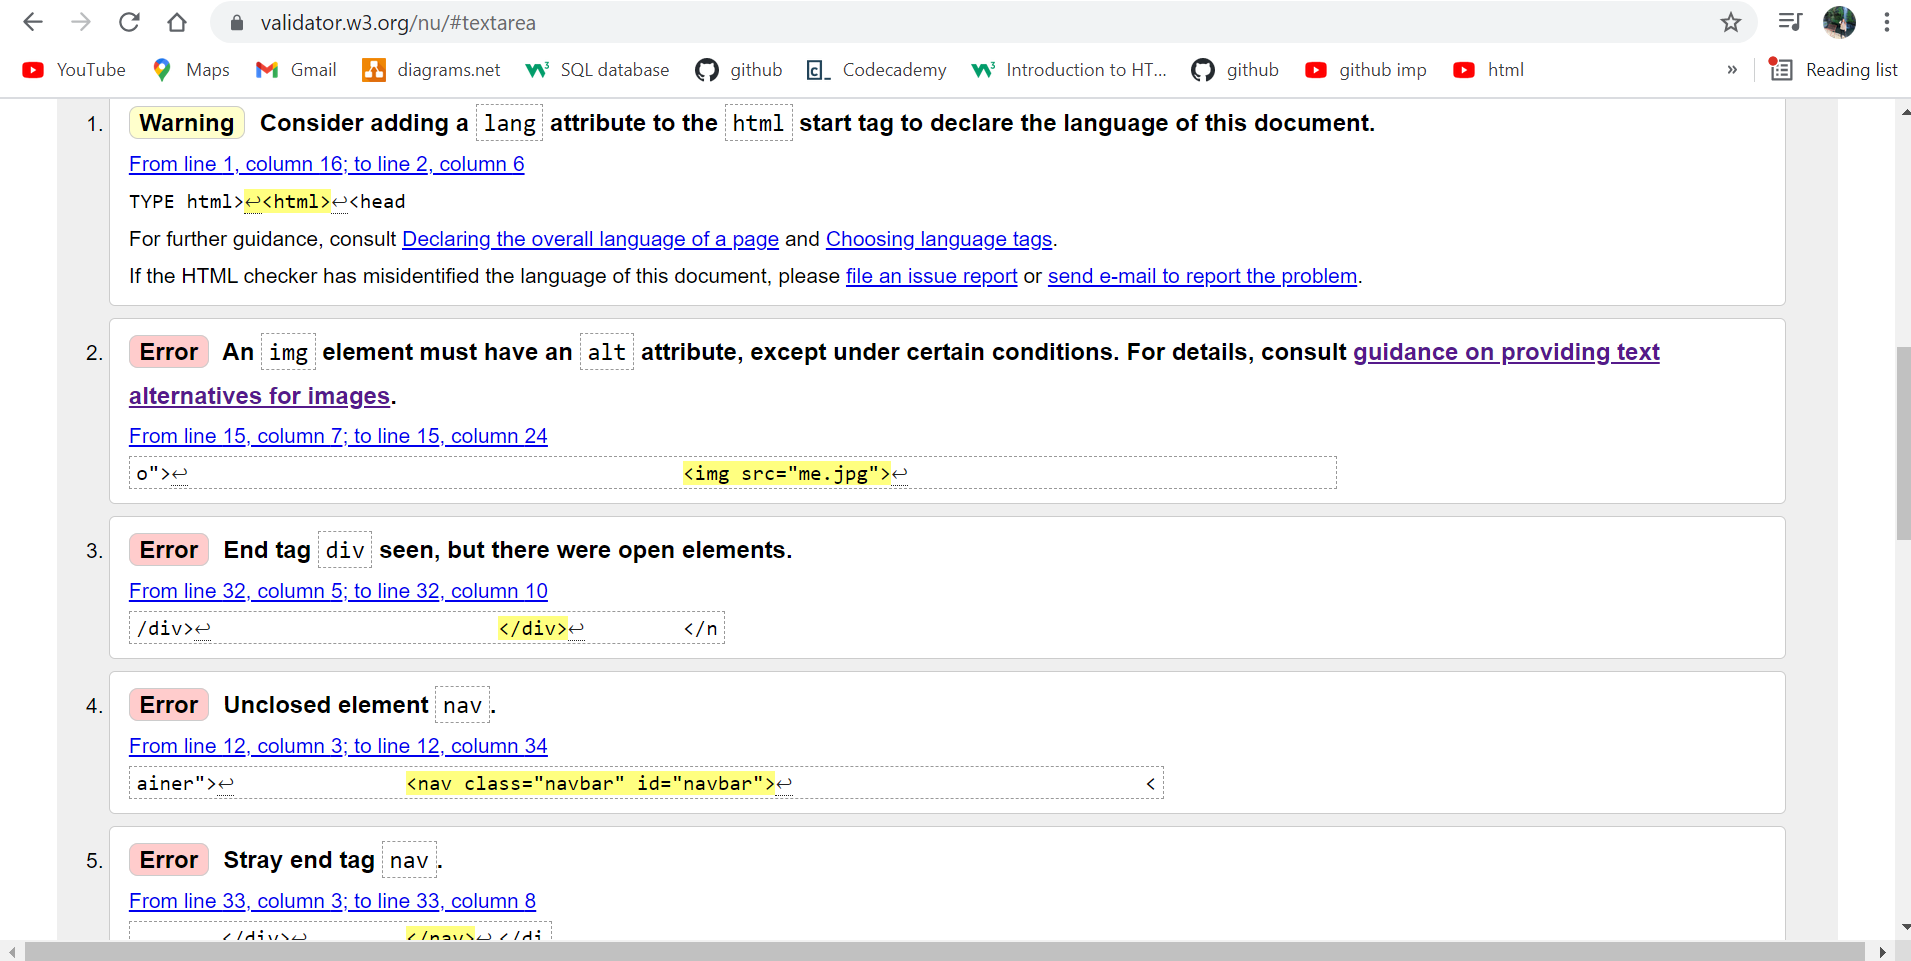 validator.w3.org/nu/#textarea
YouTube Maps Gmail diagrams.net SQL database github Codecademy Introduction to HT... github github imp html » Reading list
1. Warning Consider adding a lang attribute to the html start tag to declare the language of this document.
From line 1, column 16; to line 2, column 6
TYPE html>↩<html>↩<head
For further guidance, consult Declaring the overall language of a page and Choosing language tags.
If the HTML checker has misidentified the language of this document, please file an issue report or send e-mail to report the problem.
2. Error An img element must have an alt attribute, except under certain conditions. For details, consult guidance on providing text
alternatives for images.
From line 15, column 7; to line 15, column 24
o">↩ <img src="me.jpg">↩
3. Error End tag div seen, but there were open elements.
From line 32, column 5; to line 32, column 10
/div>↩ </div>↩ </n
4. Error Unclosed element nav.
From line 12, column 3; to line 12, column 34
ainer">↩ <nav class="navbar" id="navbar">↩ <
5. Error Stray end tag nav.
From line 33, column 3; to line 33, column 8
</div>↩ </nav>↩ </di